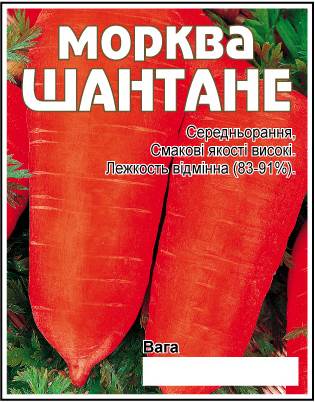 МОРКВА
ШАНТАНЕ
Середньорання,
Смакові якості високі.
Лежкость відмінна (83-91%).
Вага